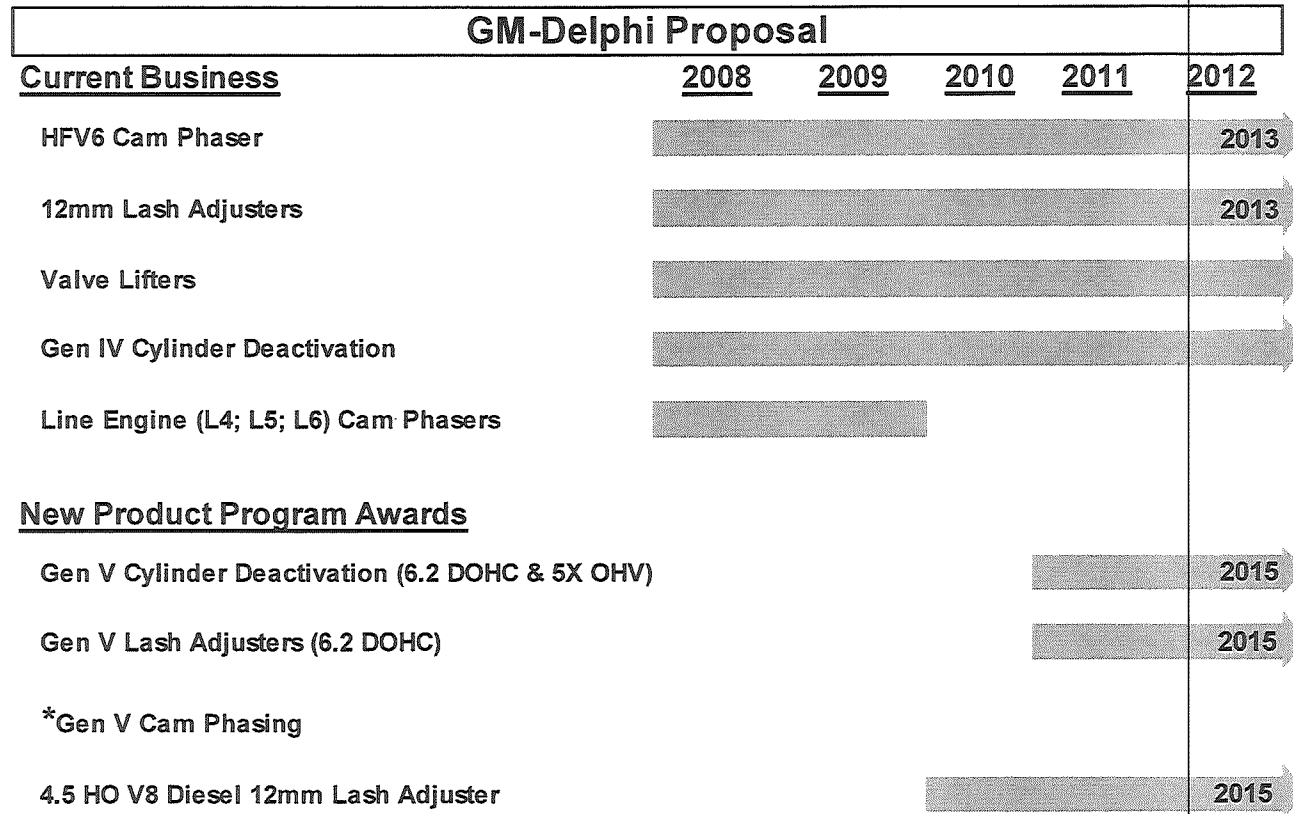 GM-Delphi Proposal
Current Business 2008 2009 2010 2011 2012
HFV6 Cam Phaser 2013
12mm Lash Adjusters 2013
Valve Lifters
Gen IV Cylinder Deactivation
Line Engine (L4; L5; L6) Cam Phasers
New Product Program Awards
Gen V Cylinder Deactivation (6.2 DOHC & 5X OHV) 2015
Gen V Lash Adjusters (6.2 DOHC) 2015
*Gen V Cam Phasing
4.5 HO V8 Diesel 12mm Lash Adjuster 2015